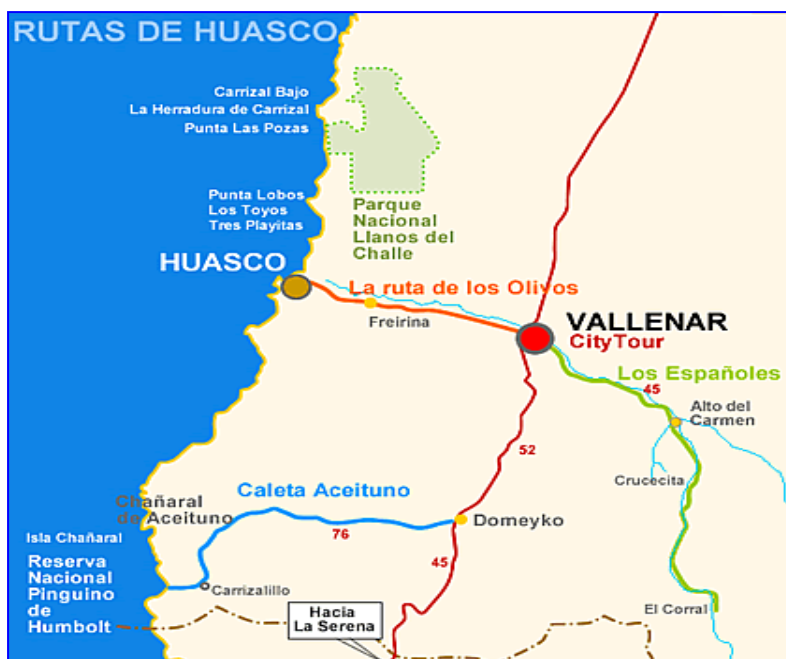 RUTAS DE HUASCO
Carrizal Bajo
La Herradura de Carrizal
Punta Las Pozas
Punta Lobos
Los Toyos
Tres Playitas
Parque
Nacional
Llanos del
Challe
HUASCO
La ruta de los Olivos
Freirina
VALLENAR
CityTour
Los Españoles
45
Alto del
Carmen
52
Crucecita
Caleta Aceituno
Chañaral
de Aceituno
Domeyko
76
Isla Chañaral
45
Reserva
Nacional
Pinguino
de
Humbolt
Carrizalillo
El Corral
Hacia
La Serena